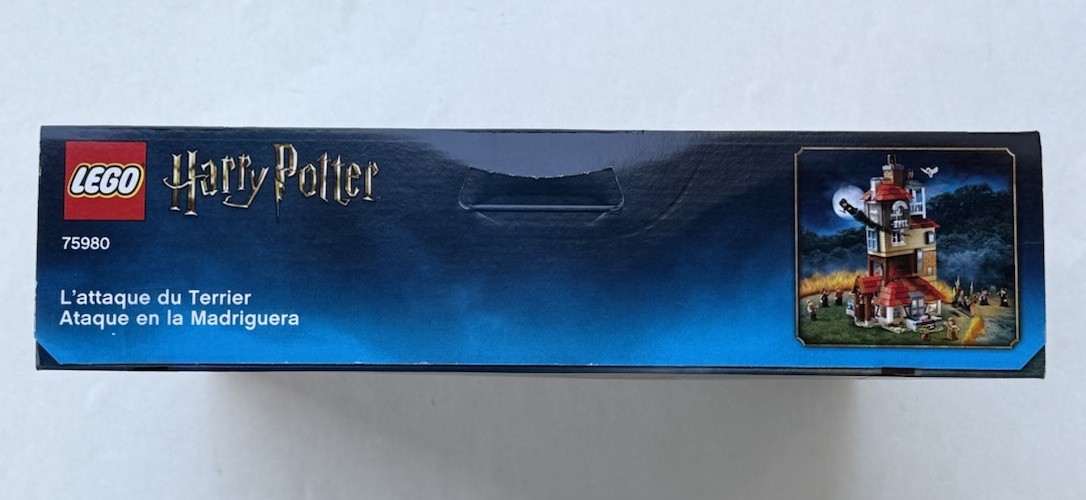 LEGO
Harry Potter
75980
L'attaque du Terrier
Ataque en la Madriguera